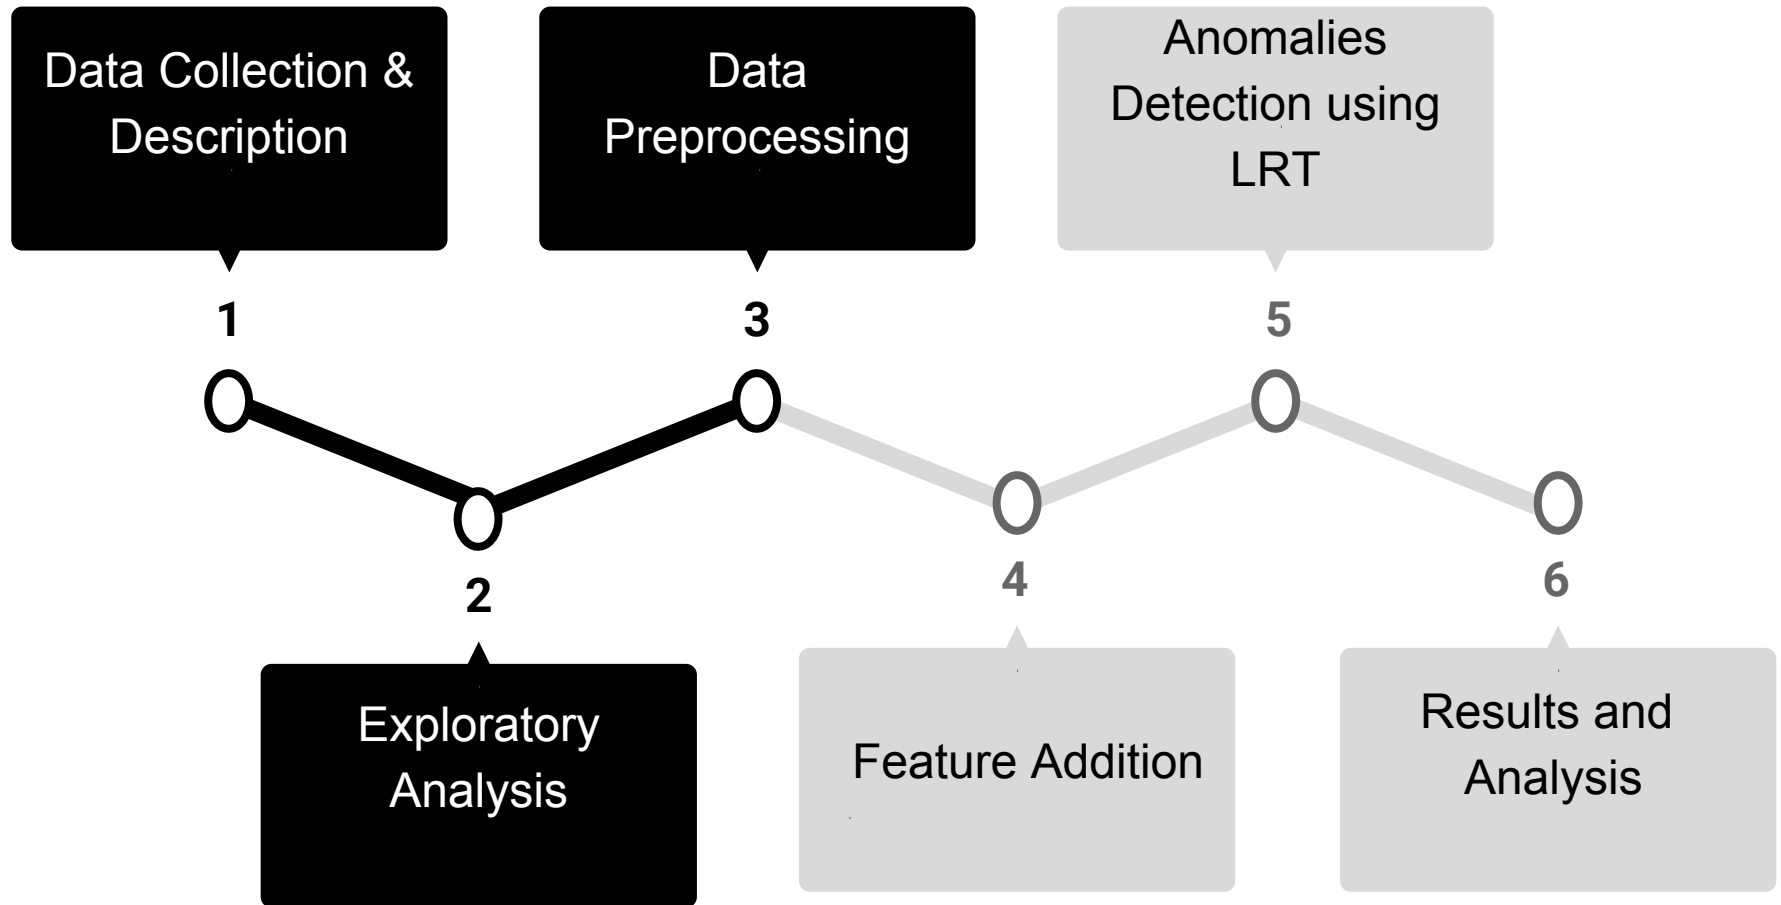 Data Collection &
Description
1
2
Exploratory
Analysis
Data
Preprocessing
3
4
Feature Addition
Anomalies
Detection using
LRT
5
6
Results and
Analysis